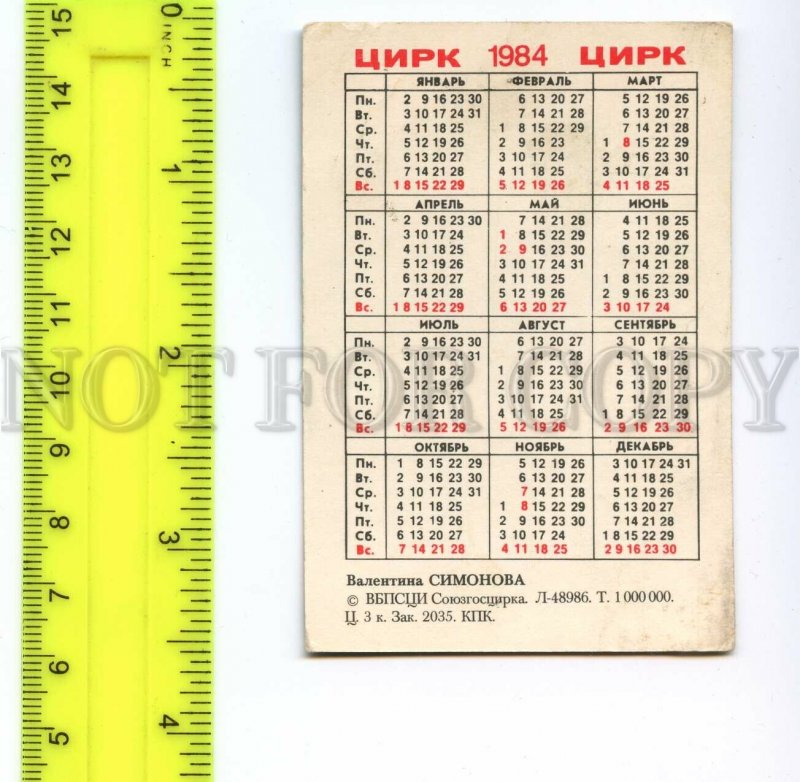 ЦИРК 1984 ЦИРК
ЯНВАРЬ ФЕВРАЛЬ МАРТ
Пн. 2 9 16 23 30 6 13 20 27 5 12 19 26
Вт. 3 10 17 24 31 7 14 21 28 6 13 20 27
Ср. 4 11 18 25 1 8 15 22 29 7 14 21 28
Чт. 5 12 19 26 2 9 16 23 1 8 15 22 29
Пт. 6 13 20 27 3 10 17 24 2 9 16 23 30
Сб. 7 14 21 28 4 11 18 25 3 10 17 24 31
Вс. 1 8 15 22 29 5 12 19 26 4 11 18 25
АПРЕЛЬ МАЙ ИЮНЬ
Пн. 2 9 16 23 30 7 14 21 28 4 11 18 25
Вт. 3 10 17 24 1 8 15 22 29 5 12 19 26
Ср. 4 11 18 25 2 9 16 23 30 6 13 20 27
Чт. 5 12 19 26 3 10 17 24 31 7 14 21 28
Пт. 6 13 20 27 4 11 18 25 1 8 15 22 29
Сб. 7 14 21 28 5 12 19 26 2 9 16 23 30
Вс. 1 8 15 22 29 6 13 20 27 3 10 17 24
ИЮЛЬ АВГУСТ СЕНТЯБРЬ
Пн. 2 9 16 23 30 6 13 20 27 3 10 17 24
Вт. 3 10 17 24 31 7 14 21 28 4 11 18 25
Ср. 4 11 18 25 1 8 15 22 29 5 12 19 26
Чт. 5 12 19 26 2 9 16 23 30 6 13 20 27
Пт. 6 13 20 27 3 10 17 24 31 7 14 21 28
Сб. 7 14 21 28 4 11 18 25 1 8 15 22 29
Вс. 1 8 15 22 29 5 12 19 26 2 9 16 23 30
ОКТЯБРЬ НОЯБРЬ ДЕКАБРЬ
Пн. 1 8 15 22 29 5 12 19 26 3 10 17 24 31
Вт. 2 9 16 23 30 6 13 20 27 4 11 18 25
Ср. 3 10 17 24 31 7 14 21 28 5 12 19 26
Чт. 4 11 18 25 1 8 15 22 29 6 13 20 27
Пт. 5 12 19 26 2 9 16 23 30 7 14 21 28
Сб. 6 13 20 27 3 10 17 24 1 8 15 22 29
Вс. 7 14 21 28 4 11 18 25 2 9 16 23 30
Валентина СИМОНОВА
© ВБПСЦИ Союзгосцирка. Л-48986. Т. 1 000 000.
Ц. 3 к. Зак. 2035. КПК.
NOT FOR COPY
15 14 13 12 11 10 9 8 7 6 5
0 INCH 1 2 3 4